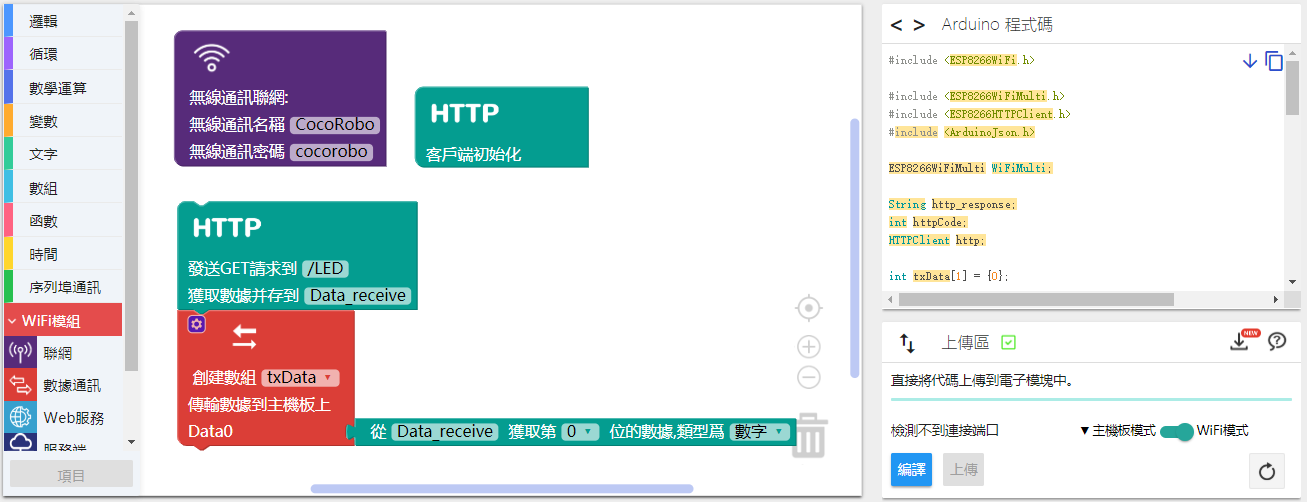 邏輯
循環
數學運算
變數
文字
數組
函數
時間
序列埠通訊
WiFi模組
聯網
數據通訊
Web服務
服務端
項目
無線通訊聯網:
無線通訊名稱 CocoRobo
無線通訊密碼 cocorobo
HTTP
客戶端初始化
HTTP
發送GET請求到 /LED
獲取數據并存到 Data_receive
創建數組 txData
傳輸數據到主機板上
Data0
從 Data_receive 獲取第 0 位的數據,類型爲 數字
< > Arduino 程式碼
#include <ESP8266WiFi.h>
#include <ESP8266WiFiMulti.h>
#include <ESP8266HTTPClient.h>
#include <ArduinoJson.h>
ESP8266WiFiMulti WiFiMulti;
String http_response;
int httpCode;
HTTPClient http;
int txData[1] = {0};
上傳區
NEW
直接將代碼上傳到電子模塊中。
檢測不到連接端口
▼主機板模式 WiFi模式
編譯 上傳